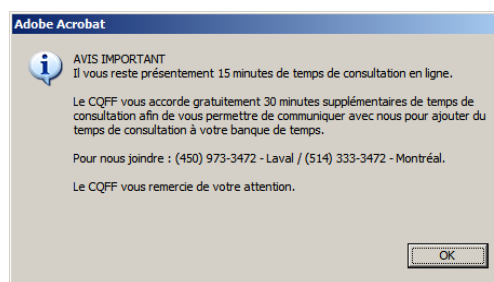 Adobe Acrobat
AVIS IMPORTANT
Il vous reste présentement 15 minutes de temps de consultation en ligne.
Le CQFF vous accorde gratuitement 30 minutes supplémentaires de temps de
consultation afin de vous permettre de communiquer avec nous pour ajouter du
temps de consultation à votre banque de temps.
Pour nous joindre : (450) 973-3472 - Laval / (514) 333-3472 - Montréal.
Le CQFF vous remercie de votre attention.
OK